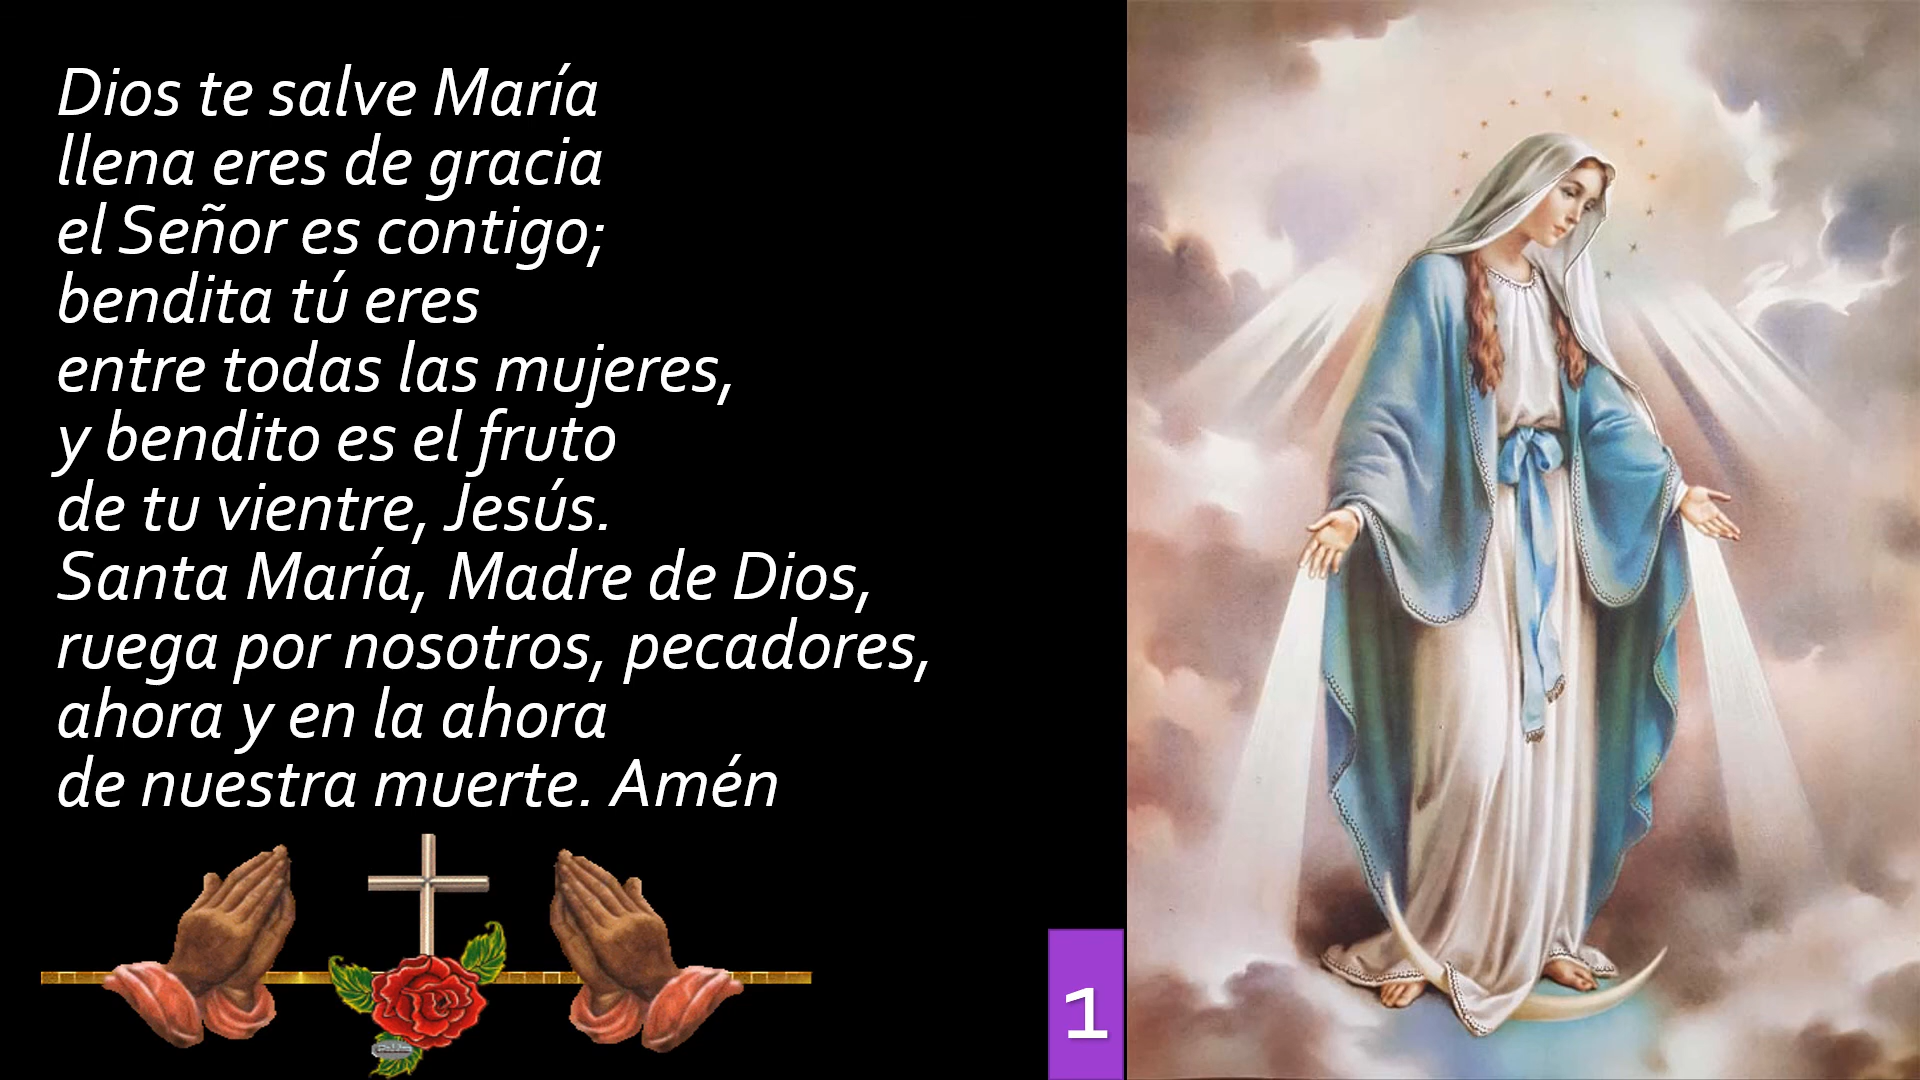 Dios te salve María
llena eres de gracia
el Señor es contigo;
bendita tú eres
entre todas las mujeres,
y bendito es el fruto
de tu vientre, Jesús.
Santa María, Madre de Dios,
ruega por nosotros, pecadores,
ahora y en la ahora
de nuestra muerte. Amén
1